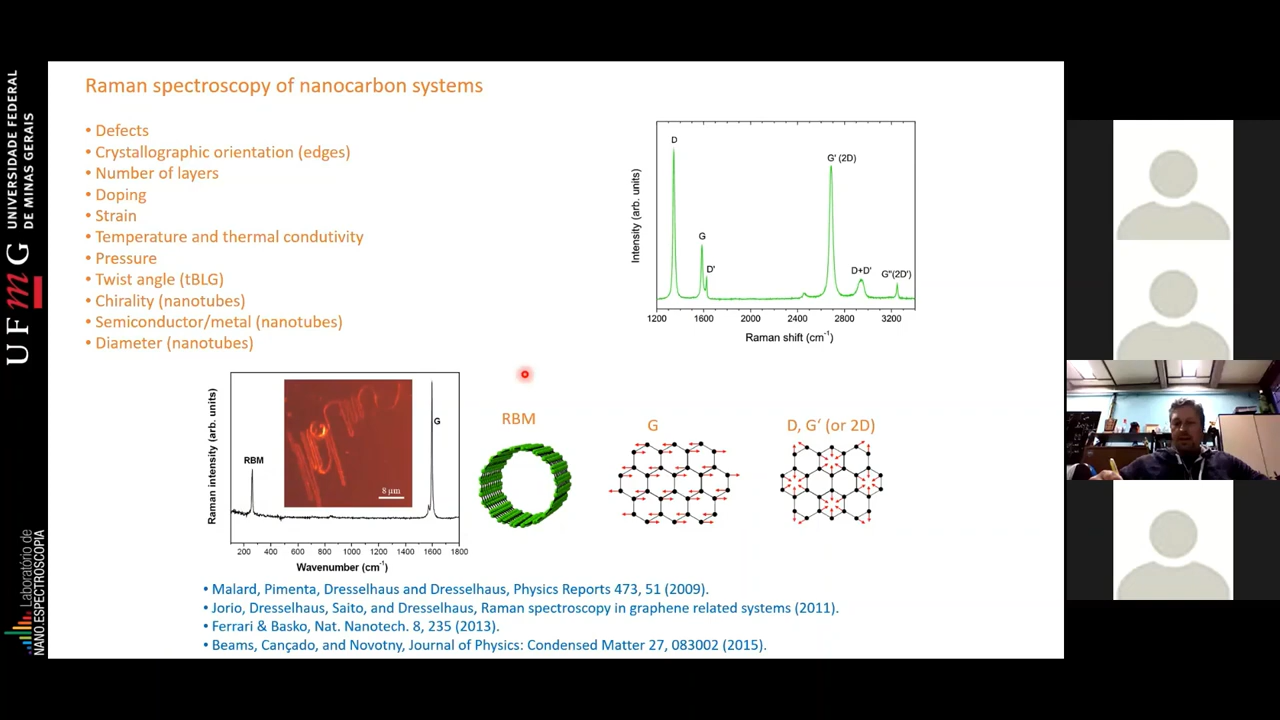 Raman spectroscopy of nanocarbon systems
• Defects
• Crystallographic orientation (edges)
• Number of layers
• Doping
• Strain
• Temperature and thermal condutivity
• Pressure
• Twist angle (tBLG)
• Chirality (nanotubes)
• Semiconductor/metal (nanotubes)
• Diameter (nanotubes)
D
G' (2D)
G
D'
D+D'
G"(2D')
Intensity (arb. units)
1200 1600 2000 2400 2800 3200
Raman shift (cm-1)
Raman intensity (arb. units)
RBM
G
8 μm
200 400 600 800 1000 1200 1400 1600 1800
Wavenumber (cm-1)
RBM
G
D, G‘ (or 2D)
• Malard, Pimenta, Dresselhaus and Dresselhaus, Physics Reports 473, 51 (2009).
• Jorio, Dresselhaus, Saito, and Dresselhaus, Raman spectroscopy in graphene related systems (2011).
• Ferrari & Basko, Nat. Nanotech. 8, 235 (2013).
• Beams, Cançado, and Novotny, Journal of Physics: Condensed Matter 27, 083002 (2015).
UFmG
UNIVERSIDADE FEDERAL
DE MINAS GERAIS
Laboratório de
NANO.ESPECTROSCOPIA